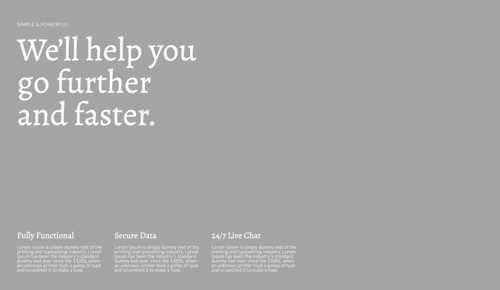 SIMPLE & POWERFUL
We'll help you
go further
and faster.
Fully Functional
Lorem Ipsum is simply dummy text of the
printing and typesetting industry. Lorem
Ipsum has been the industry's standard
dummy text ever since the 1500s, when
an unknown printer took a galley of type
and scrambled it to make a type.
Secure Data
Lorem Ipsum is simply dummy text of the
printing and typesetting industry. Lorem
Ipsum has been the industry's standard
dummy text ever since the 1500s, when
an unknown printer took a galley of type
and scrambled it to make a type.
24/7 Live Chat
Lorem Ipsum is simply dummy text of the
printing and typesetting industry. Lorem
Ipsum has been the industry's standard
dummy text ever since the 1500s, when
an unknown printer took a galley of type
and scrambled it to make a type.